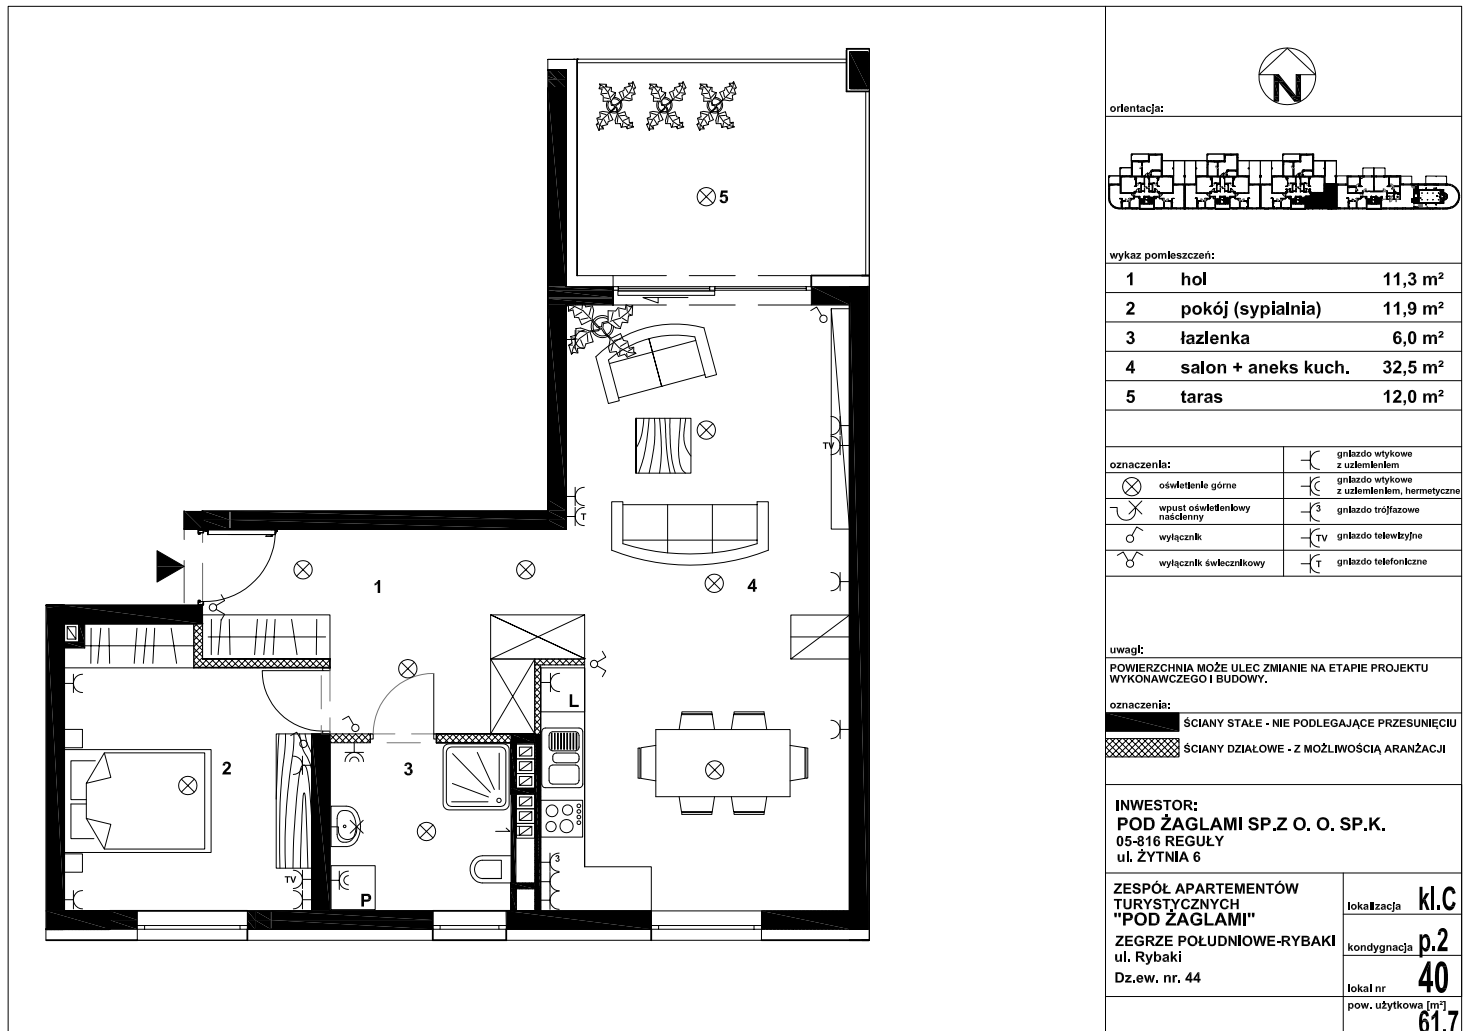 5
TV
T
1
4
L
2
3
3
TV
P
N
orientacja:
wykaz pomieszczeń:
1 hol 11,3 m²
2 pokój (sypialnia) 11,9 m²
3 łazienka 6,0 m²
4 salon + aneks kuch. 32,5 m²
5 taras 12,0 m²
oznaczenia:
oświetlenie górne
wpust oświetleniowy
naścienny
wyłącznik
wyłącznik świecznikowy
gniazdo wtykowe
z uziemieniem
gniazdo wtykowe
z uziemieniem, hermetyczne
3 gniazdo trójfazowe
TV gniazdo telewizyjne
T gniazdo telefoniczne
uwagi:
POWIERZCHNIA MOŻE ULEC ZMIANIE NA ETAPIE PROJEKTU
WYKONAWCZEGO I BUDOWY.
oznaczenia:
ŚCIANY STAŁE - NIE PODLEGAJĄCE PRZESUNIĘCIU
ŚCIANY DZIAŁOWE - Z MOŻLIWOŚCIĄ ARANŻACJI
INWESTOR:
POD ŻAGLAMI SP.Z O. O. SP.K.
05-816 REGUŁY
ul. ŻYTNIA 6
ZESPÓŁ APARTEMENTÓW
TURYSTYCZNYCH
"POD ŻAGLAMI"
ZEGRZE POŁUDNIOWE-RYBAKI
ul. Rybaki
Dz.ew. nr. 44
lokalizacja kl.C
kondygnacja p.2
lokal nr 40
pow. użytkowa [m²]
61,7